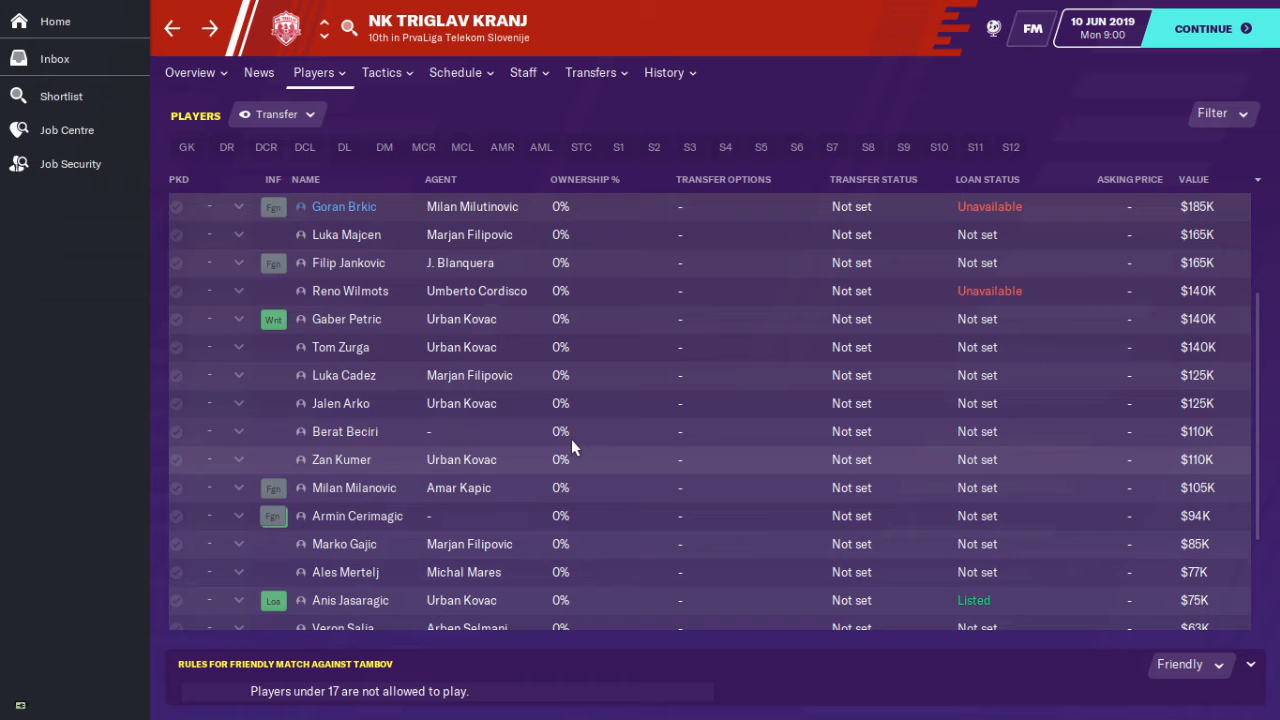 Home
Inbox
Shortlist
Job Centre
Job Security
NK TRIGLAV KRANJ
10th in PrvaLiga Telekom Slovenije
FM
10 JUN 2019
Mon 9:00
CONTINUE
Overview News Players Tactics Schedule Staff Transfers History
PLAYERS Transfer Filter
GK DR DCR DCL DL DM MCR MCL AMR AML STC S1 S2 S3 S4 S5 S6 S7 S8 S9 S10 S11 S12
PKD INF NAME AGENT OWNERSHIP % TRANSFER OPTIONS TRANSFER STATUS LOAN STATUS ASKING PRICE VALUE
- Fgn Goran Brkic Milan Milutinovic 0% - Not set Unavailable - $185K
- Luka Majcen Marjan Filipovic 0% - Not set Not set - $165K
- Fgn Filip Jankovic J. Blanquera 0% - Not set Not set - $165K
- Reno Wilmots Umberto Cordisco 0% - Not set Unavailable - $140K
- Wnt Gaber Petric Urban Kovac 0% - Not set Not set - $140K
- Tom Zurga Urban Kovac 0% - Not set Not set - $140K
- Luka Cadez Marjan Filipovic 0% - Not set Not set - $125K
- Jalen Arko Urban Kovac 0% - Not set Not set - $125K
- Berat Beciri - 0% - Not set Not set - $110K
- Zan Kumer Urban Kovac 0% - Not set Not set - $110K
- Fgn Milan Milanovic Amar Kapic 0% - Not set Not set - $105K
- Fgn Armin Cerimagic - 0% - Not set Not set - $94K
- Marko Gajic Marjan Filipovic 0% - Not set Not set - $85K
- Ales Mertelj Michal Mares 0% - Not set Not set - $77K
- Loa Anis Jasaragic Urban Kovac 0% - Not set Listed - $75K
- Veron Salja Arben Selmani 0% - Not set Not set - $63K
RULES FOR FRIENDLY MATCH AGAINST TAMBOV Friendly
Players under 17 are not allowed to play.